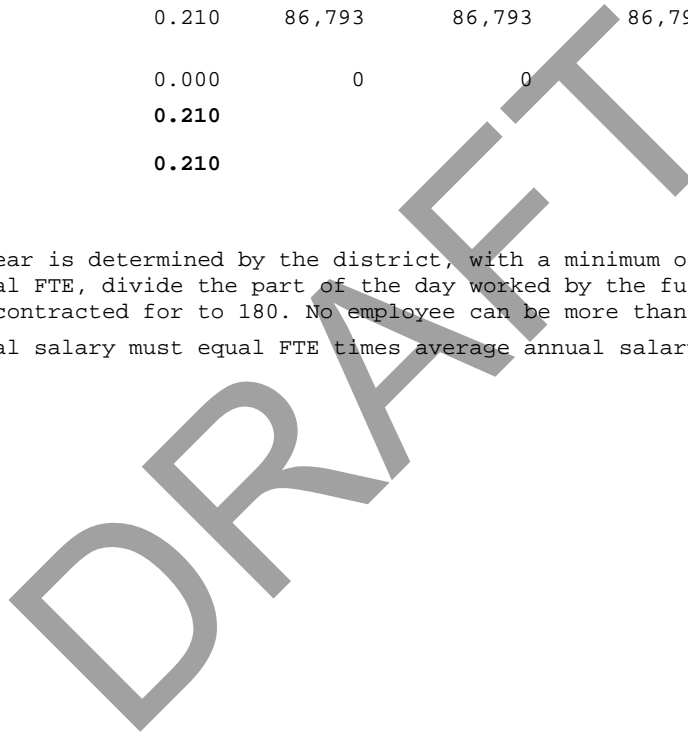 0.210 86,793 86,793 86,79
0.000 0 0
0.210
0.210
ear is determined by the district, with a minimum o
al FTE, divide the part of the day worked by the fu
contracted for to 180. No employee can be more than
al salary must equal FTE times average annual salary
DRAFT